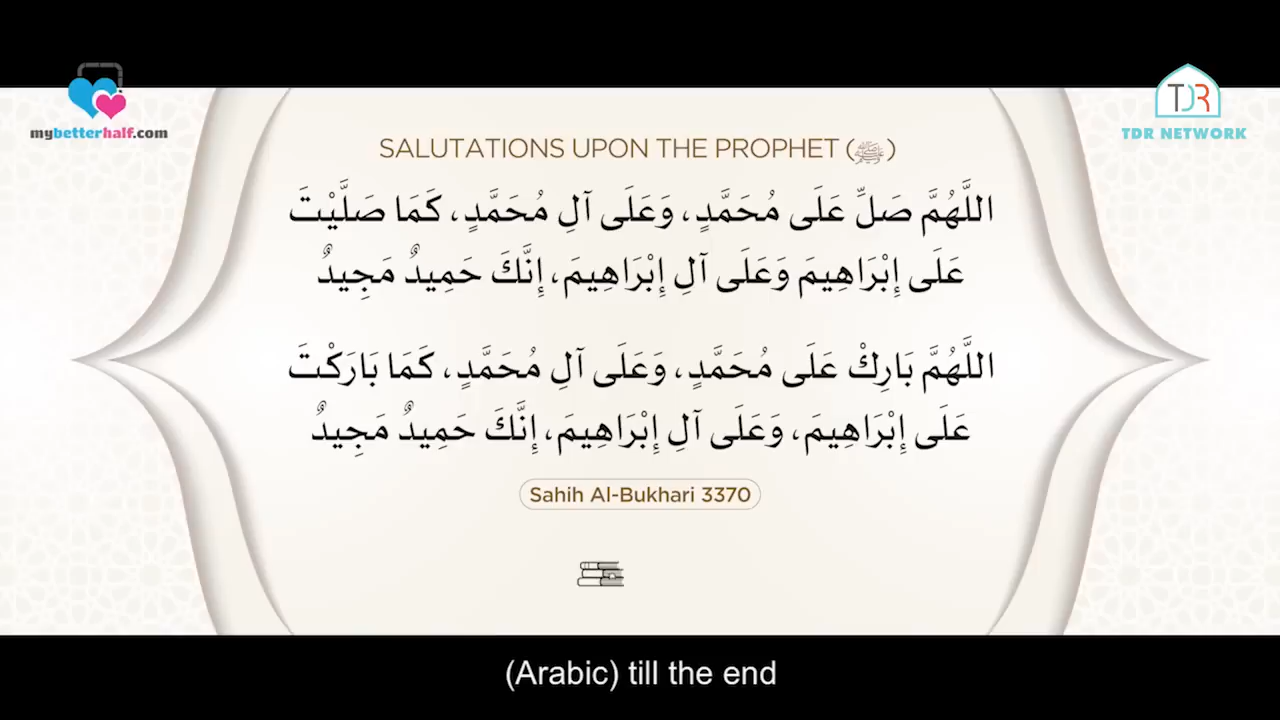 mybetterhalf.com
TDR
TDR NETWORK
SALUTATIONS UPON THE PROPHET (ﷺ)
اللَّهُمَّ صَلِّ عَلَى مُحَمَّدٍ، وَعَلَى آلِ مُحَمَّدٍ، كَمَا صَلَّيْتَ
عَلَى إِبْرَاهِيمَ وَعَلَى آلِ إِبْرَاهِيمَ، إِنَّكَ حَمِيدٌ مَجِيدٌ
اللَّهُمَّ بَارِكْ عَلَى مُحَمَّدٍ، وَعَلَى آلِ مُحَمَّدٍ، كَمَا بَارَكْتَ
عَلَى إِبْرَاهِيمَ، وَعَلَى آلِ إِبْرَاهِيمَ، إِنَّكَ حَمِيدٌ مَجِيدٌ
Sahih Al-Bukhari 3370
(Arabic) till the end